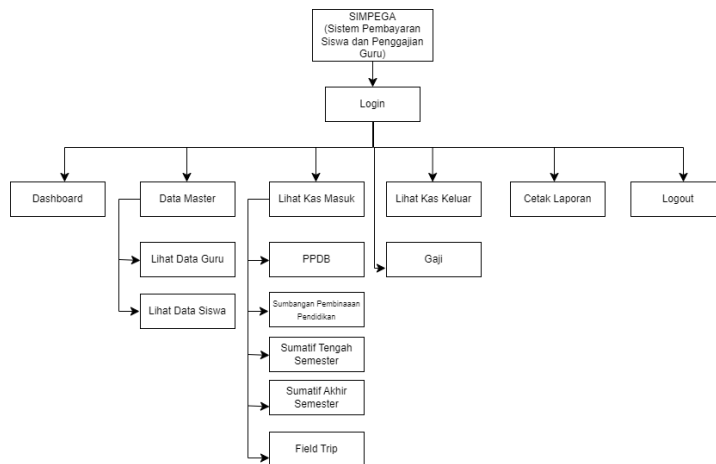 SIMPEGA
(Sistem Pembayaran
Siswa dan Penggajian
Guru)
Login
Dashboard
Data Master
Lihat Kas Masuk
Lihat Kas Keluar
Cetak Laporan
Logout
Lihat Data Guru
PPDB
Gaji
Lihat Data Siswa
Sumbangan Pembinaaan
Pendidikan
Sumatif Tengah
Semester
Sumatif Akhir
Semester
Field Trip